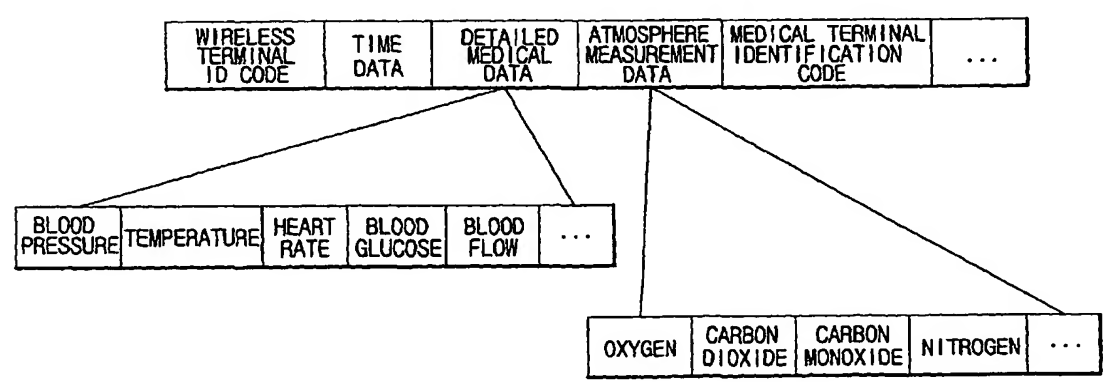 WIRELESS
TERMINAL
ID CODE
TIME
DATA
DETAILED
MEDICAL
DATA
ATMOSPHERE
MEASUREMENT
DATA
MEDICAL TERMINAL
IDENTIFICATION
CODE
...
BLOOD
PRESSURE
TEMPERATURE
HEART
RATE
BLOOD
GLUCOSE
BLOOD
FLOW
...
OXYGEN
CARBON
DIOXIDE
CARBON
MONOXIDE
NITROGEN
...